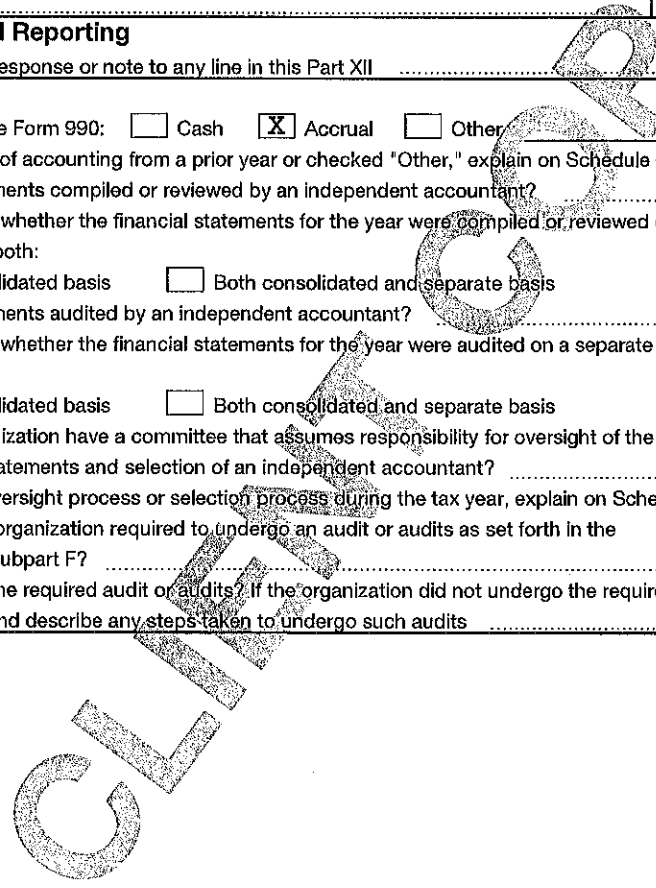 Reporting
esponse or note to any line in this Part XII
e Form 990: Cash X Accrual Other
of accounting from a prior year or checked "Other," explain on Schedule
ents compiled or reviewed by an independent accountant?
whether the financial statements for the year were compiled or reviewed
both:
lidated basis Both consolidated and separate basis
ents audited by an independent accountant?
whether the financial statements for the year were audited on a separate
lidated basis Both consolidated and separate basis
ization have a committee that assumes responsibility for oversight of the
atements and selection of an independent accountant?
versight process or selection process during the tax year, explain on Sche
organization required to undergo an audit or audits as set forth in the
ubpart F?
he required audit or audits? If the organization did not undergo the requir
nd describe any steps taken to undergo such audits
CLIENT COP